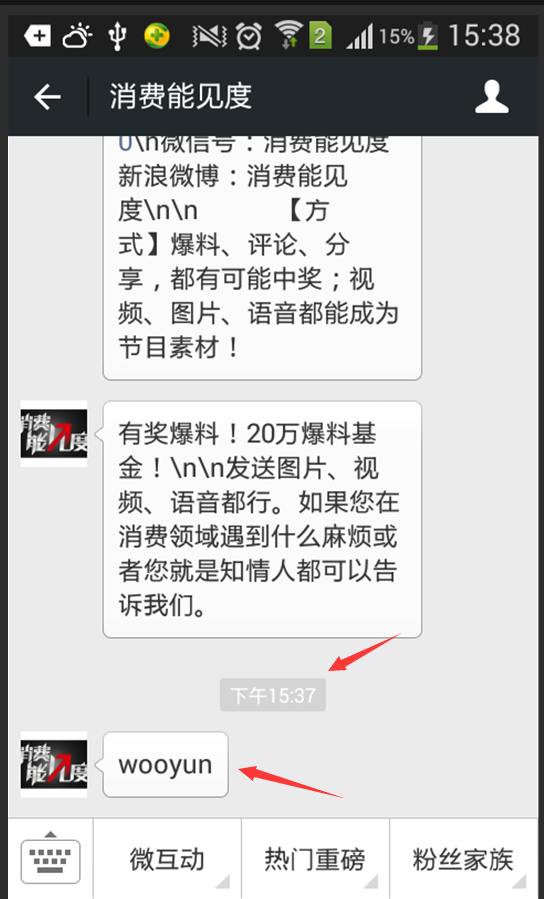 2
15%
15:38
消费能见度
0\n微信号：消费能见度
新浪微博：消费能见
度\n\n 【方
式】爆料、评论、分
享，都有可能中奖；视
频、图片、语音都能成为
节目素材！
消费
能见度
有奖爆料！20万爆料基
金！\n\n发送图片、视
频、语音都行。如果您在
消费领域遇到什么麻烦或
者您就是知情人都可以告
诉我们。
下午15:37
消费
能见度
wooyun
微互动
热门重磅
粉丝家族